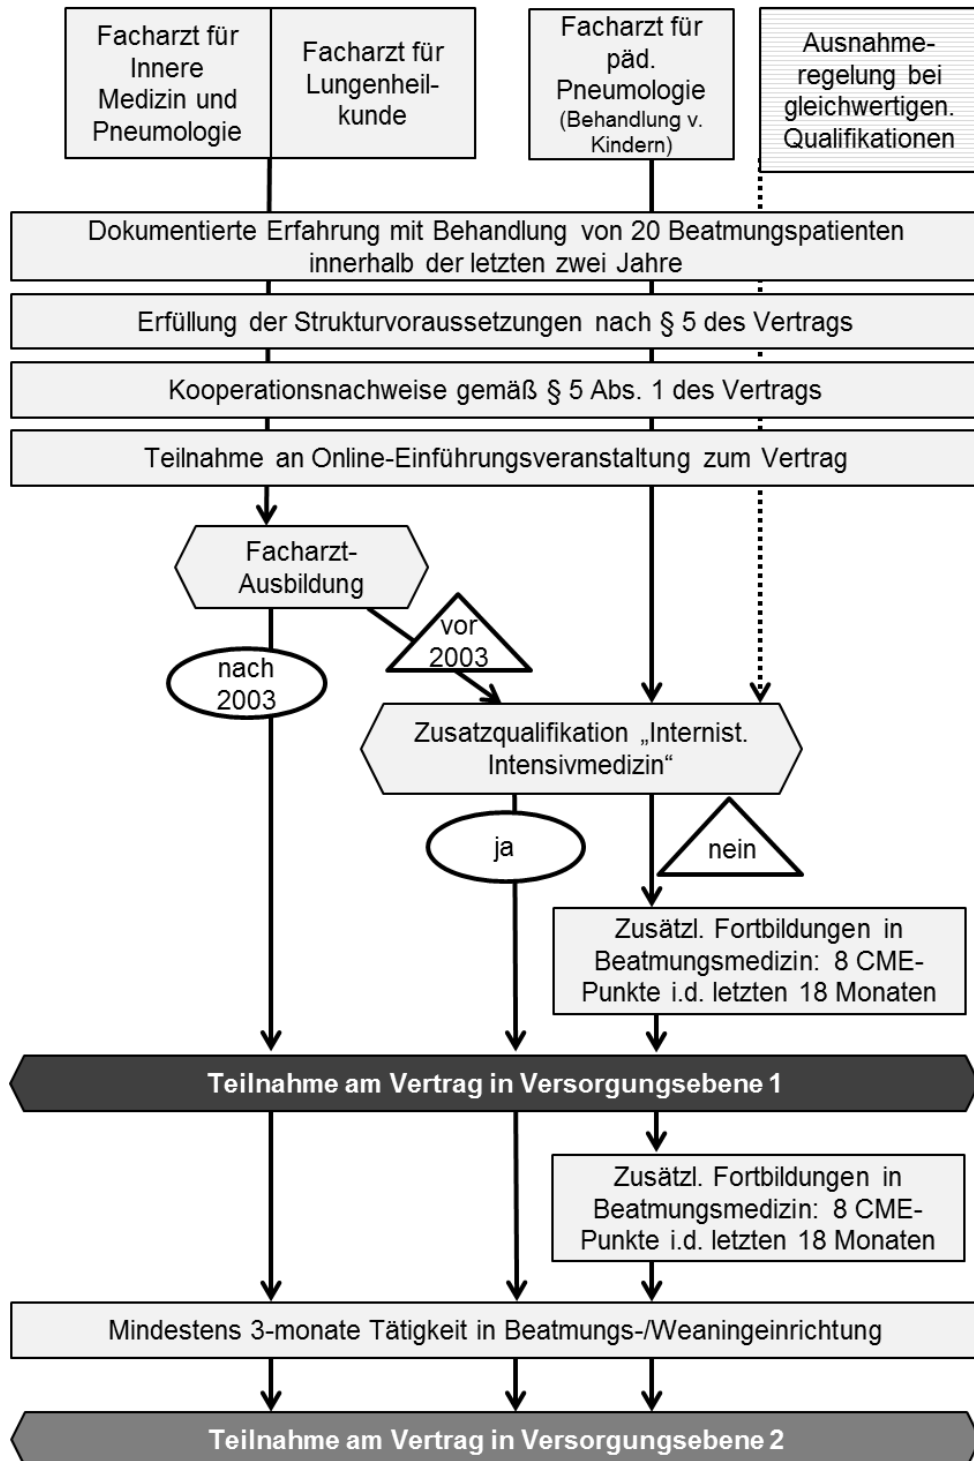 Facharzt für
Innere
Medizin und
Pneumologie
Facharzt für
Lungenheil-
kunde
Facharzt für
päd.
Pneumologie
(Behandlung v.
Kindern)
Ausnahme-
regelung bei
gleichwertigen.
Qualifikationen
Dokumentierte Erfahrung mit Behandlung von 20 Beatmungspatienten
innerhalb der letzten zwei Jahre
Erfüllung der Strukturvoraussetzungen nach § 5 des Vertrags
Kooperationsnachweise gemäß § 5 Abs. 1 des Vertrags
Teilnahme an Online-Einführungsveranstaltung zum Vertrag
Facharzt-
Ausbildung
vor
2003
nach
2003
Zusatzqualifikation „Internist.
Intensivmedizin“
ja
nein
Zusätzl. Fortbildungen in
Beatmungsmedizin: 8 CME-
Punkte i.d. letzten 18 Monaten
Teilnahme am Vertrag in Versorgungsebene 1
Zusätzl. Fortbildungen in
Beatmungsmedizin: 8 CME-
Punkte i.d. letzten 18 Monaten
Mindestens 3-monate Tätigkeit in Beatmungs-/Weaningeinrichtung
Teilnahme am Vertrag in Versorgungsebene 2